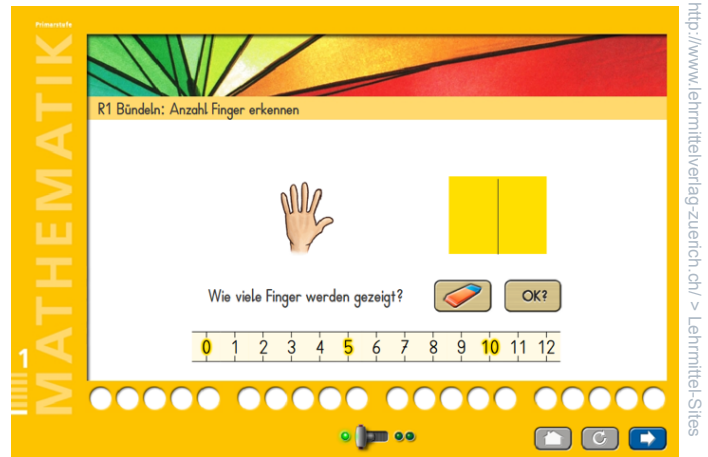 Primarstufe
MATHEMATIK
1
R1 Bündeln: Anzahl Finger erkennen
Wie viele Finger werden gezeigt?
OK?
0 1 2 3 4 5 6 7 8 9 10 11 12
http://www.lehrmittelverlag-zuerich.ch/ > Lehrmittel-Sites